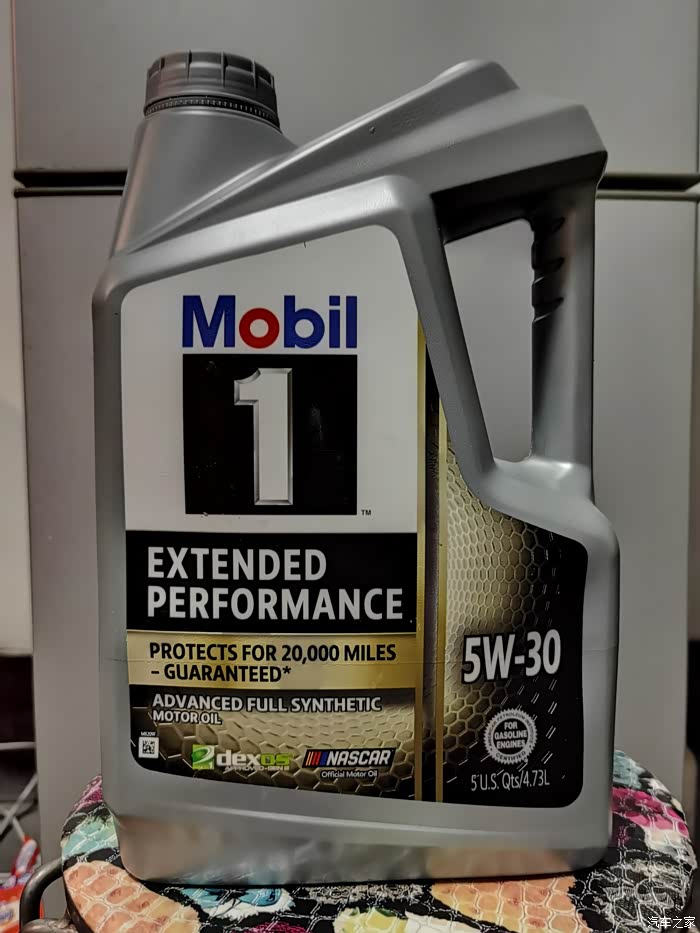 Mobil
1
TM
EXTENDED
PERFORMANCE
PROTECTS FOR 20,000 MILES
- GUARANTEED*
ADVANCED FULL SYNTHETIC
MOTOR OIL
dexos
NASCAR
Official Motor Oil
5W-30
FOR
GASOLINE
ENGINES
5 U.S. Qts/4.73L
汽车之家